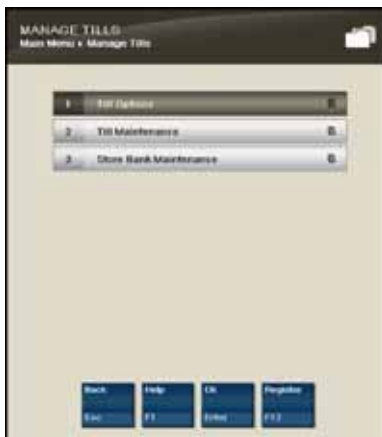 MANAGE TILLS
Main Menu > Manage Tills
1 Till Options
2 Till Maintenance
3 Store Bank Maintenance
Back Help Ok Register
Esc F1 Enter F12